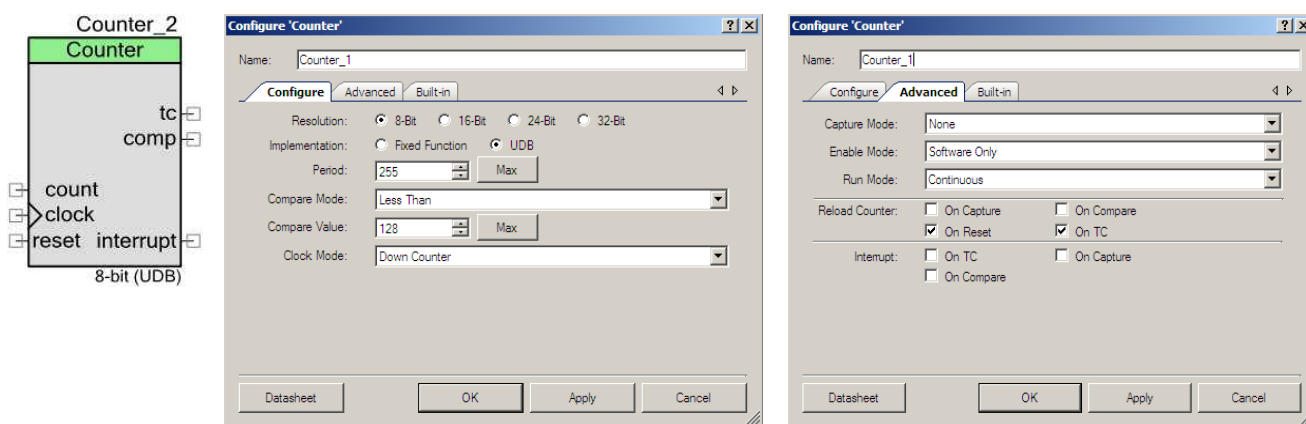 Counter_2
Counter
tc
comp
count
clock
reset interrupt
8-bit (UDB)
Configure 'Counter'
Name: Counter_1
Configure Advanced Built-in
Resolution: 8-Bit 16-Bit 24-Bit 32-Bit
Implementation: Fixed Function UDB
Period: 255 Max
Compare Mode: Less Than
Compare Value: 128 Max
Clock Mode: Down Counter
Datasheet OK Apply Cancel
Configure 'Counter'
Name: Counter_1
Configure Advanced Built-in
Capture Mode: None
Enable Mode: Software Only
Run Mode: Continuous
Reload Counter: On Capture On Compare
On Reset On TC
Interrupt: On TC On Capture
On Compare
Datasheet OK Apply Cancel